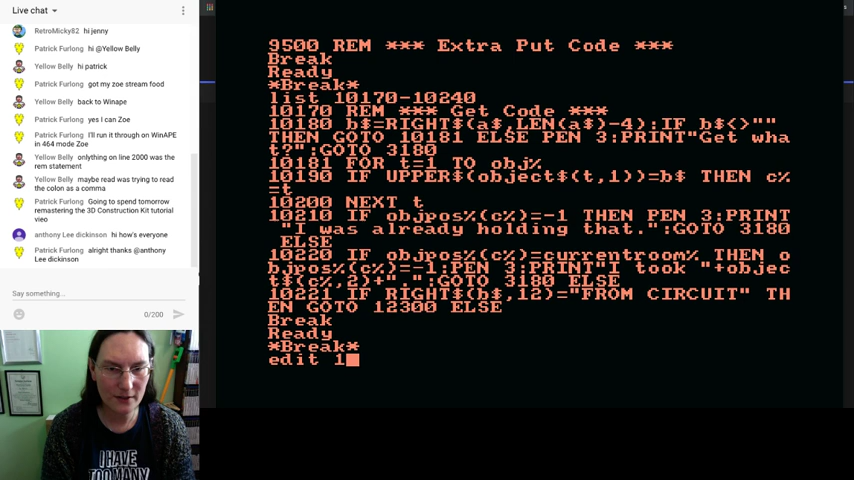 Live chat
RetroMicky82 hi jenny
Patrick Furlong hi @Yellow Belly
Yellow Belly hi patrick
Patrick Furlong got my zoe stream food
Yellow Belly back to Winape
Patrick Furlong yes I can Zoe
Patrick Furlong I'll run it through on WinAPE
in 464 mode Zoe
Yellow Belly onlything on line 2000 was the
rem statement
Yellow Belly maybe read was trying to read
the colon as a comma
Patrick Furlong Going to spend tomorrow
remastering the 3D Construction Kit tutorial
vieo
anthony Lee dickinson hi how's everyone
Patrick Furlong alright thanks @anthony
Lee dickinson
Say something...
0/200
I HAVE
TOO MANY
9500 REM *** Extra Put Code ***
Break
Ready
*Break*
list 10170-10240
10170 REM *** Get Code ***
10180 b$=RIGHT$(a$,LEN(a$)-4):IF b$<>""
THEN GOTO 10181 ELSE PEN 3:PRINT"Get wha
t?":GOTO 3180
10181 FOR t=1 TO obj%
10190 IF UPPER$(object$(t,1))=b$ THEN c%
=t
10200 NEXT t
10210 IF objpos%(c%)=-1 THEN PEN 3:PRINT
"I was already holding that.":GOTO 3180
ELSE
10220 IF objpos%(c%)=currentroom% THEN o
bjpos%(c%)=-1:PEN 3:PRINT"I took "+objec
t$(c%,2)+".":GOTO 3180 ELSE
10221 IF RIGHT$(b$,12)="FROM CIRCUIT" TH
EN GOTO 12300 ELSE
Break
Ready
*Break*
edit 1